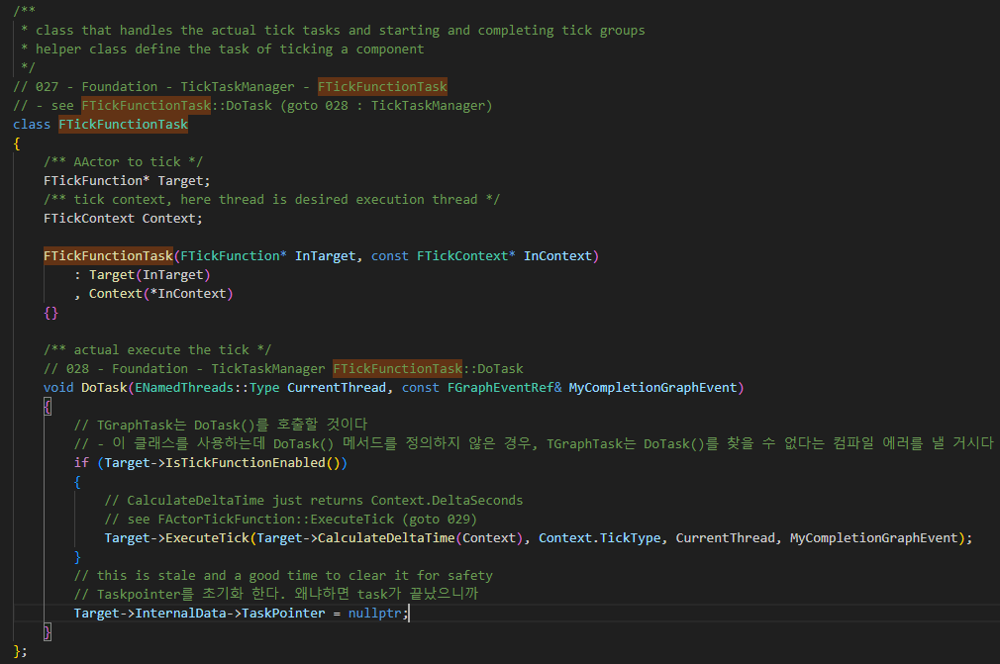 /**
 * class that handles the actual tick tasks and starting and completing tick groups
 * helper class define the task of ticking a component
 */
// 027 - Foundation - TickTaskManager - FTickFunctionTask
// - see FTickFunctionTask::DoTask (goto 028 : TickTaskManager)
class FTickFunctionTask
{
    /** AActor to tick */
    FTickFunction* Target;
    /** tick context, here thread is desired execution thread */
    FTickContext Context;

    FTickFunctionTask(FTickFunction* InTarget, const FTickContext* InContext)
        : Target(InTarget)
        , Context(*InContext)
    {}

    /** actual execute the tick */
    // 028 - Foundation - TickTaskManager FTickFunctionTask::DoTask
    void DoTask(ENamedThreads::Type CurrentThread, const FGraphEventRef& MyCompletionGraphEvent)
    {
        // TGraphTask는 DoTask()를 호출할 것이다
        // - 이 클래스를 사용하는데 DoTask() 메서드를 정의하지 않은 경우, TGraphTask는 DoTask()를 찾을 수 없다는 컴파일 에러를 낼 거시다
        if (Target->IsTickFunctionEnabled())
        {
            // CalculateDeltaTime just returns Context.DeltaSeconds
            // see FActorTickFunction::ExecuteTick (goto 029)
            Target->ExecuteTick(Target->CalculateDeltaTime(Context), Context.TickType, CurrentThread, MyCompletionGraphEvent);
        }
        // this is stale and a good time to clear it for safety
        // Taskpointer를 초기화 한다. 왜냐하면 task가 끝났으니까
        Target->InternalData->TaskPointer = nullptr;
    }
};